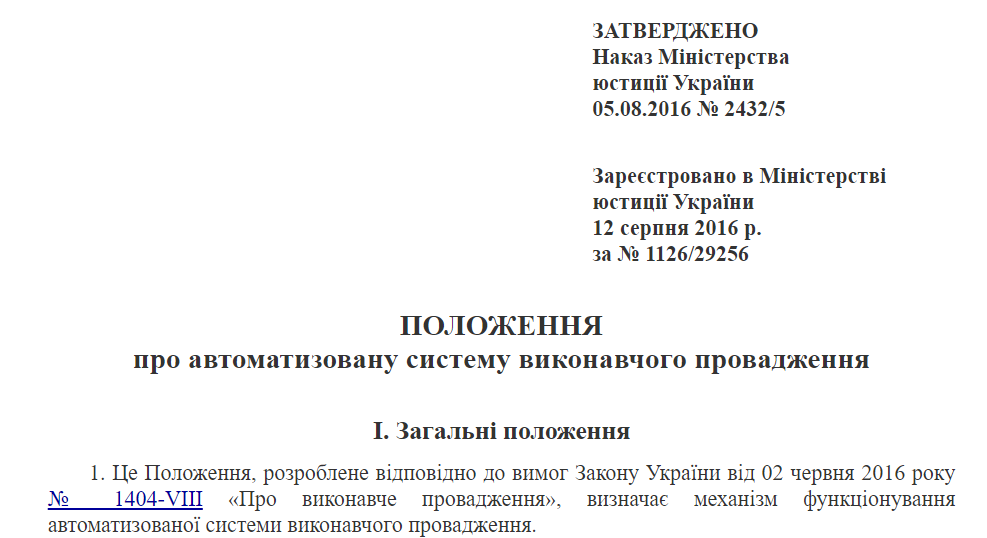 ЗАТВЕРДЖЕНО
Наказ Міністерства
юстиції України
05.08.2016 № 2432/5
Зареєстровано в Міністерстві
юстиції України
12 серпня 2016 р.
за № 1126/29256
ПОЛОЖЕННЯ
про автоматизовану систему виконавчого провадження
І. Загальні положення
1. Це Положення, розроблене відповідно до вимог Закону України від 02 червня 2016 року
№ 1404-VIII «Про виконавче провадження», визначає механізм функціонування
автоматизованої системи виконавчого провадження.